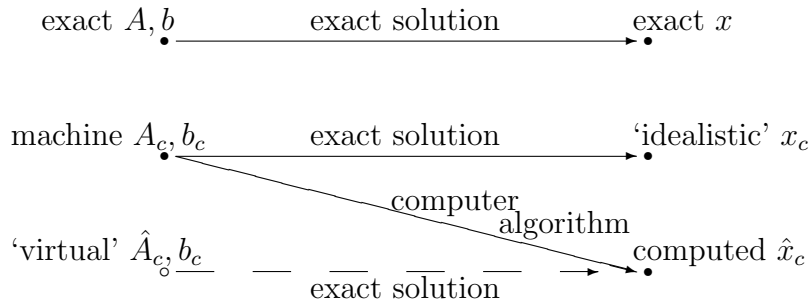 exact A, b exact solution exact x
machine A_c, b_c exact solution ‘idealistic’ x_c
computer
algorithm
‘virtual’ Â_c, b_c computed x̂_c
exact solution